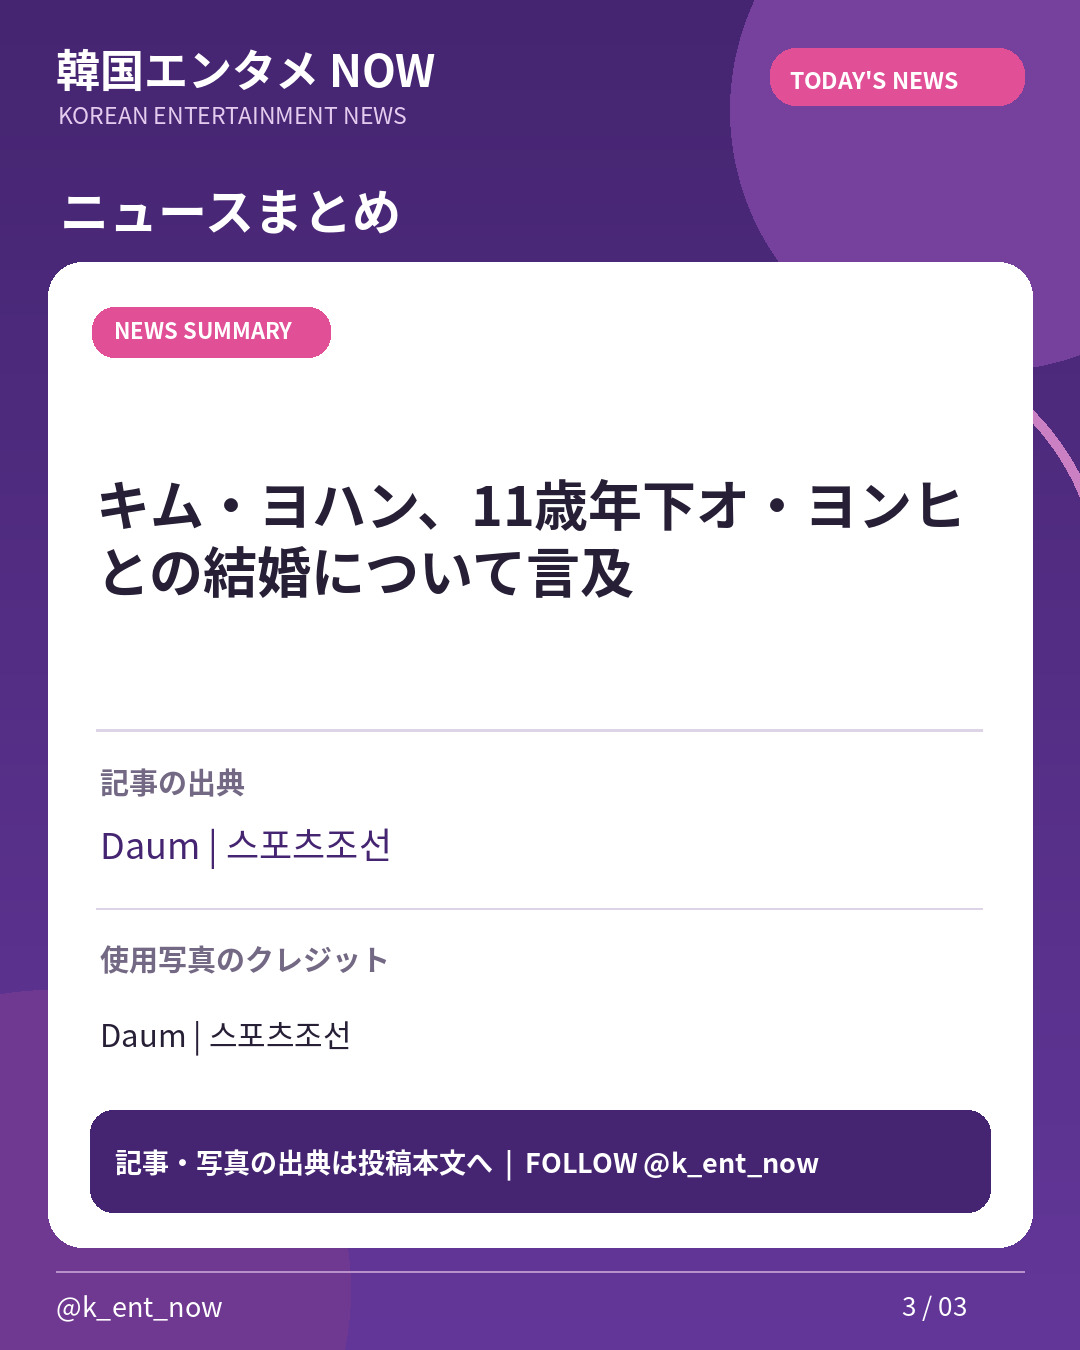 韓国エンタメ NOW
KOREAN ENTERTAINMENT NEWS
TODAY'S NEWS
ニュースまとめ
NEWS SUMMARY
キム・ヨハン、11歳年下オ・ヨンヒ
との結婚について言及
記事の出典
Daum | 스포츠조선
使用写真のクレジット
Daum | 스포츠조선
記事・写真の出典は投稿本文へ | FOLLOW @k_ent_now
@k_ent_now
3 / 03